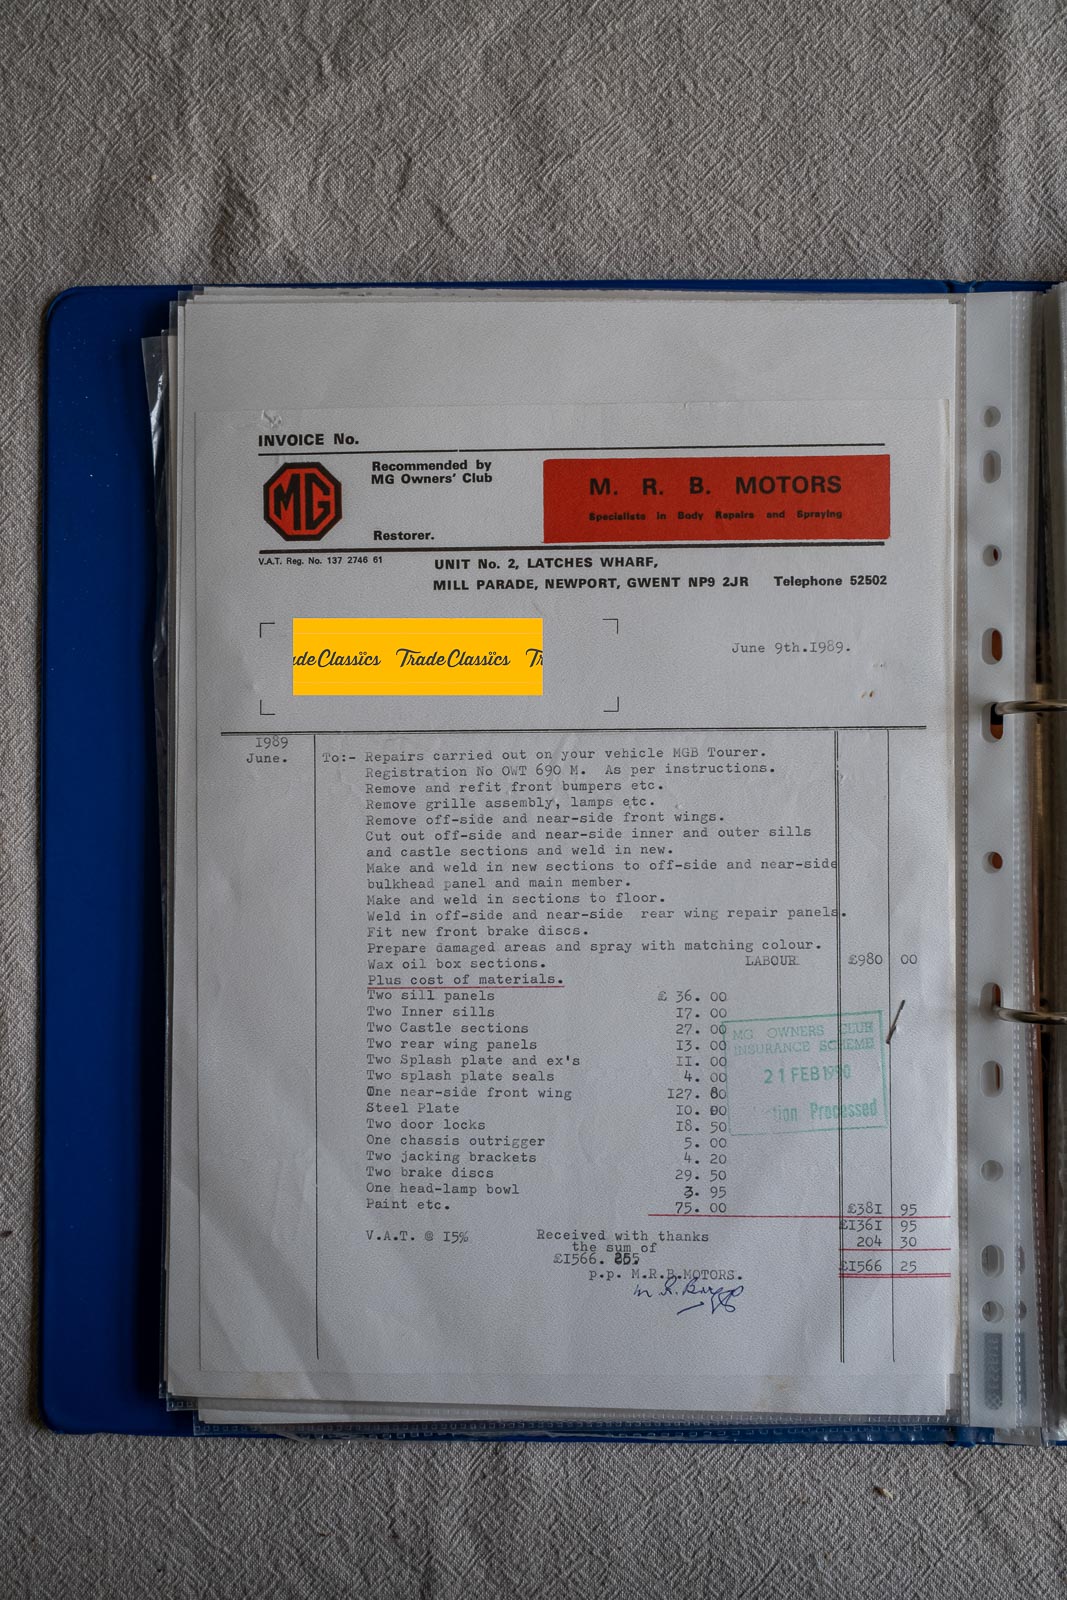 INVOICE No.
MG
Recommended by
MG Owners' Club
Restorer.
M. R. B. MOTORS
Specialists in Body Repairs and Spraying
V.A.T. Reg. No. 137 2746 61
UNIT No. 2, LATCHES WHARF,
MILL PARADE, NEWPORT, GWENT NP9 2JR Telephone 52502
Trade Classics
June 9th.1989.
1989
June.
To:- Repairs carried out on your vehicle MGB Tourer.
Registration No OWT 690 M. As per instructions.
Remove and refit front bumpers etc.
Remove grille assembly, lamps etc.
Remove off-side and near-side front wings.
Cut out off-side and near-side inner and outer sills
and castle sections and weld in new.
Make and weld in new sections to off-side and near-side
bulkhead panel and main member.
Make and weld in sections to floor.
Weld in off-side and near-side rear wing repair panels.
Fit new front brake discs.
Prepare damaged areas and spray with matching colour.
Wax oil box sections. LABOUR £980 00
Plus cost of materials.
Two sill panels £ 36. 00
Two Inner sills 17. 00
Two Castle sections 27. 00
Two rear wing panels 13. 00
Two Splash plate and ex's 11. 00
Two splash plate seals 4. 00
One near-side front wing 127. 80
Steel Plate 10. 00
Two door locks 18. 50
One chassis outrigger 5. 00
Two jacking brackets 4. 20
Two brake discs 29. 50
One head-lamp bowl 3. 95
Paint etc. 75. 00 £381 95
£1361 95
V.A.T. @ 15% 204 30
£1566 25
Received with thanks
the sum of
£1566.
p.p. M.R.B.MOTORS.
MG OWNERS CLUB
INSURANCE SCHEME
21 FEB 1990
Processed